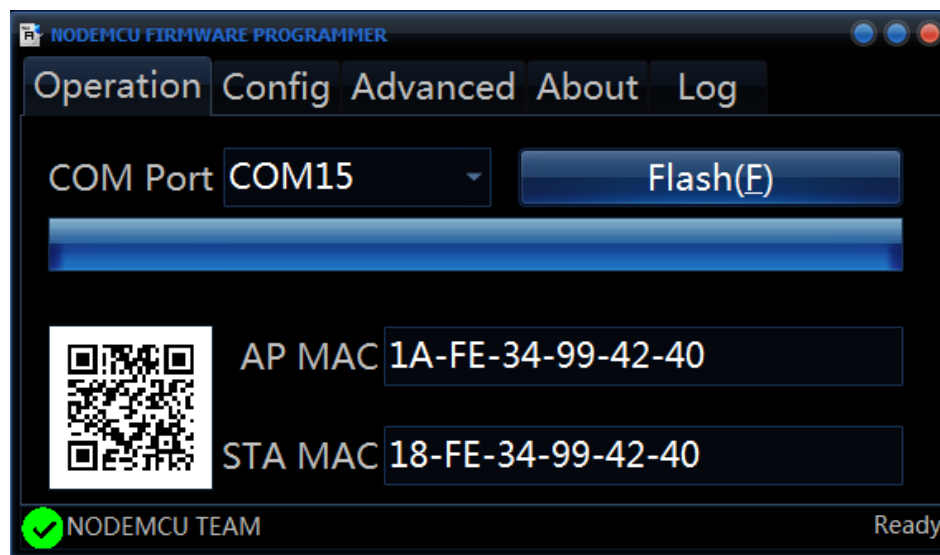 NODEMCU FIRMWARE PROGRAMMER
Operation Config Advanced About Log
COM Port COM15 Flash(F)
AP MAC 1A-FE-34-99-42-40
STA MAC 18-FE-34-99-42-40
NODEMCU TEAM Ready